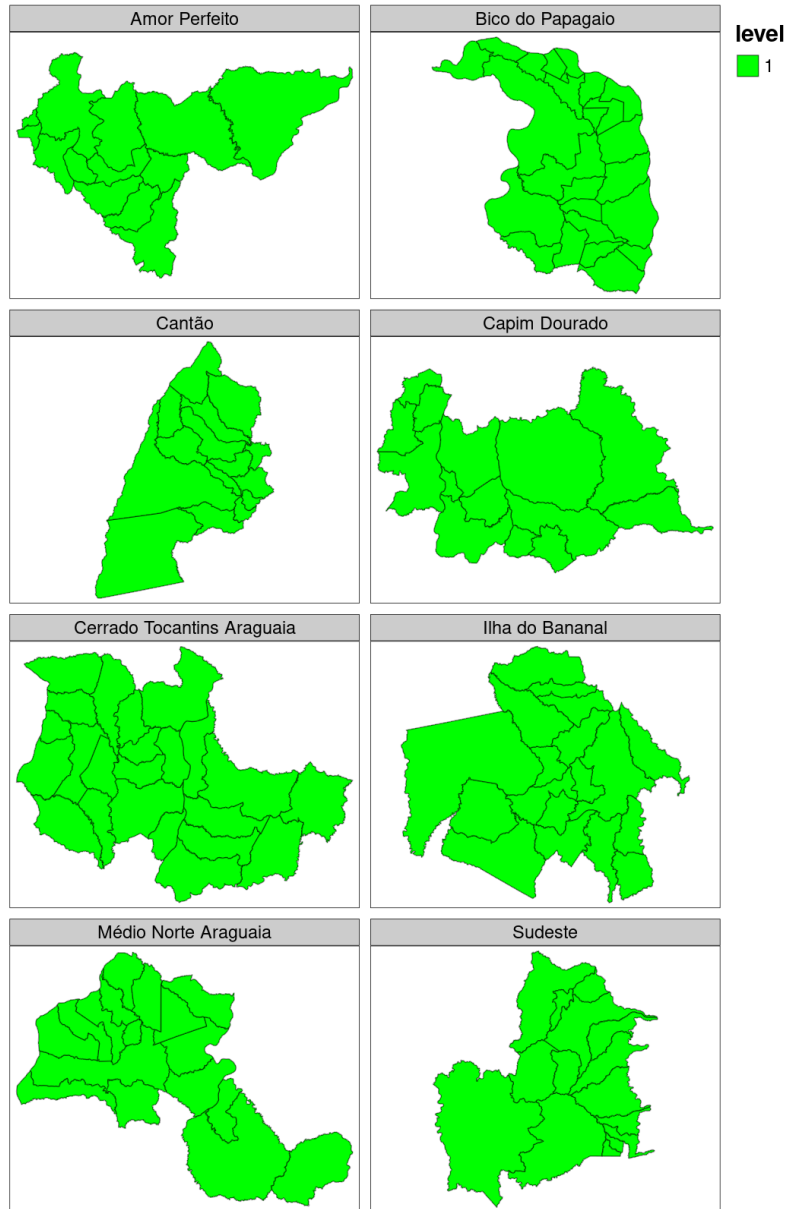 Amor Perfeito
Bico do Papagaio
level
1
Cantão
Capim Dourado
Cerrado Tocantins Araguaia
Ilha do Bananal
Médio Norte Araguaia
Sudeste